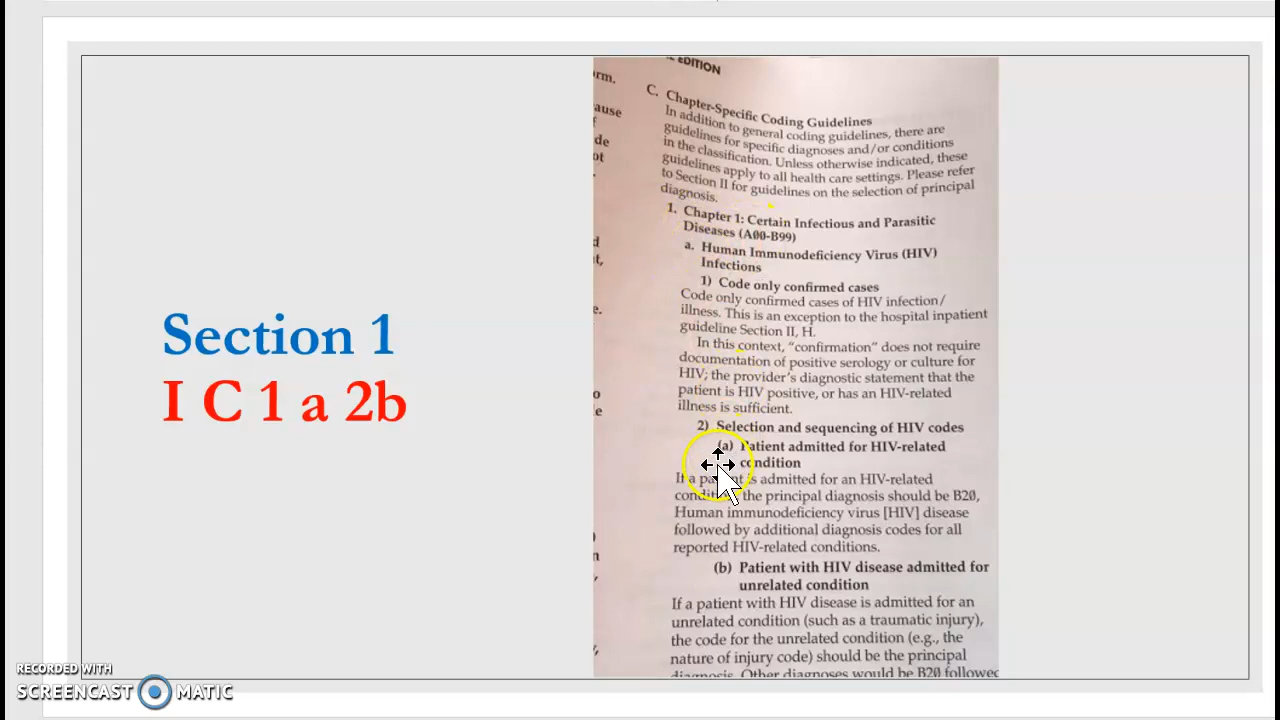 Section 1
I C 1 a 2b
EDITION
rm.
ause
de
ot
C. Chapter-Specific Coding Guidelines
In addition to general coding guidelines, there are
guidelines for specific diagnoses and/or conditions
in the classification. Unless otherwise indicated, these
guidelines apply to all health care settings. Please refer
to Section II for guidelines on the selection of principal
diagnosis.
1. Chapter 1: Certain Infectious and Parasitic
Diseases (A00-B99)
a. Human Immunodeficiency Virus (HIV)
Infections
1) Code only confirmed cases
Code only confirmed cases of HIV infection/
illness. This is an exception to the hospital inpatient
guideline Section II, H.
In this context, “confirmation” does not require
documentation of positive serology or culture for
HIV; the provider’s diagnostic statement that the
patient is HIV positive, or has an HIV-related
illness is sufficient.
2) Selection and sequencing of HIV codes
(a) Patient admitted for HIV-related
condition
If a patient is admitted for an HIV-related
condition, the principal diagnosis should be B20,
Human immunodeficiency virus [HIV] disease
followed by additional diagnosis codes for all
reported HIV-related conditions.
(b) Patient with HIV disease admitted for
unrelated condition
If a patient with HIV disease is admitted for an
unrelated condition (such as a traumatic injury),
the code for the unrelated condition (e.g., the
nature of injury code) should be the principal
diagnosis. Other diagnoses would be B20 followed
RECORDED WITH
SCREENCAST MATIC